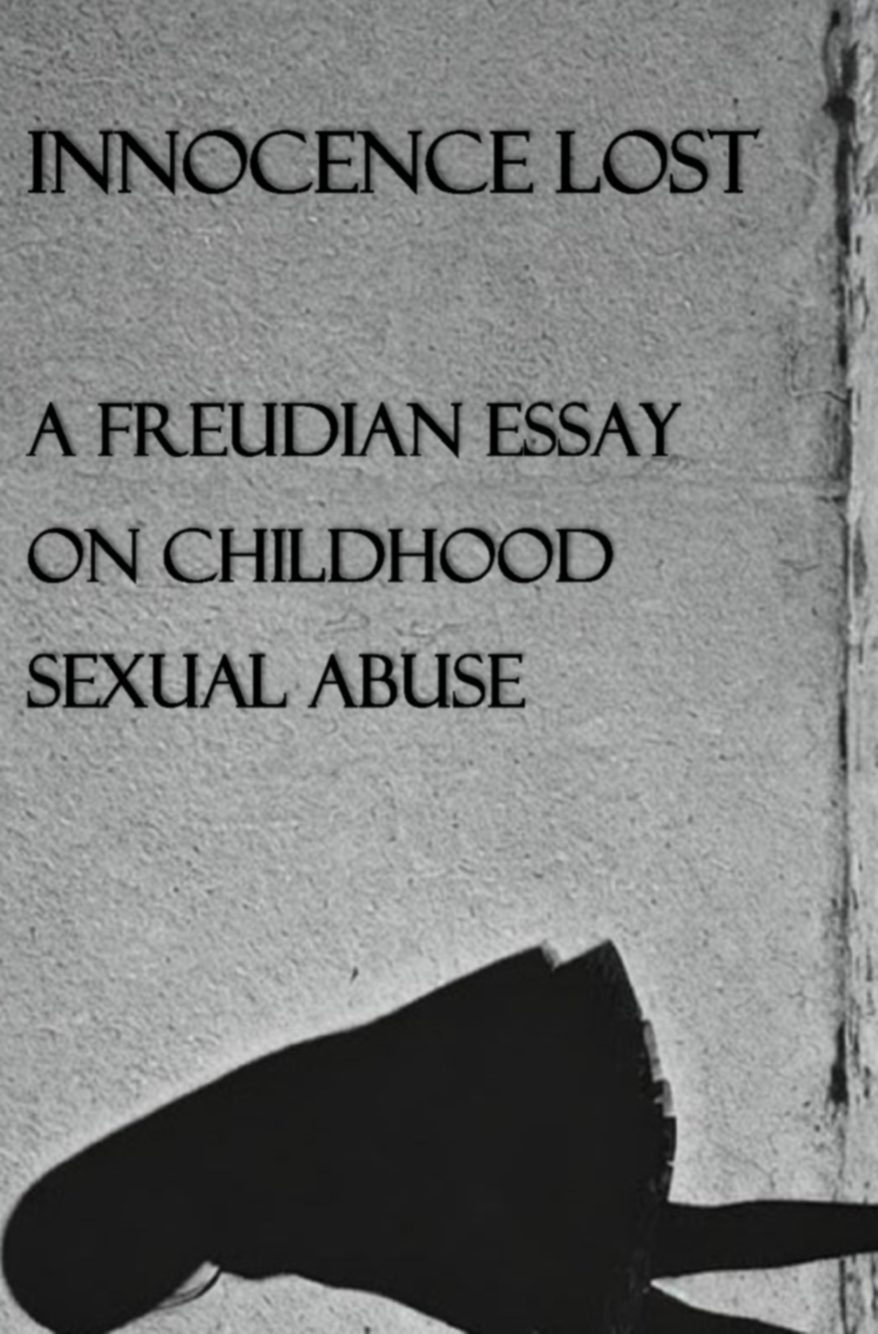 INNOCENCE LOST
A FREUDIAN ESSAY
ON CHILDHOOD
SEXUAL ABUSE